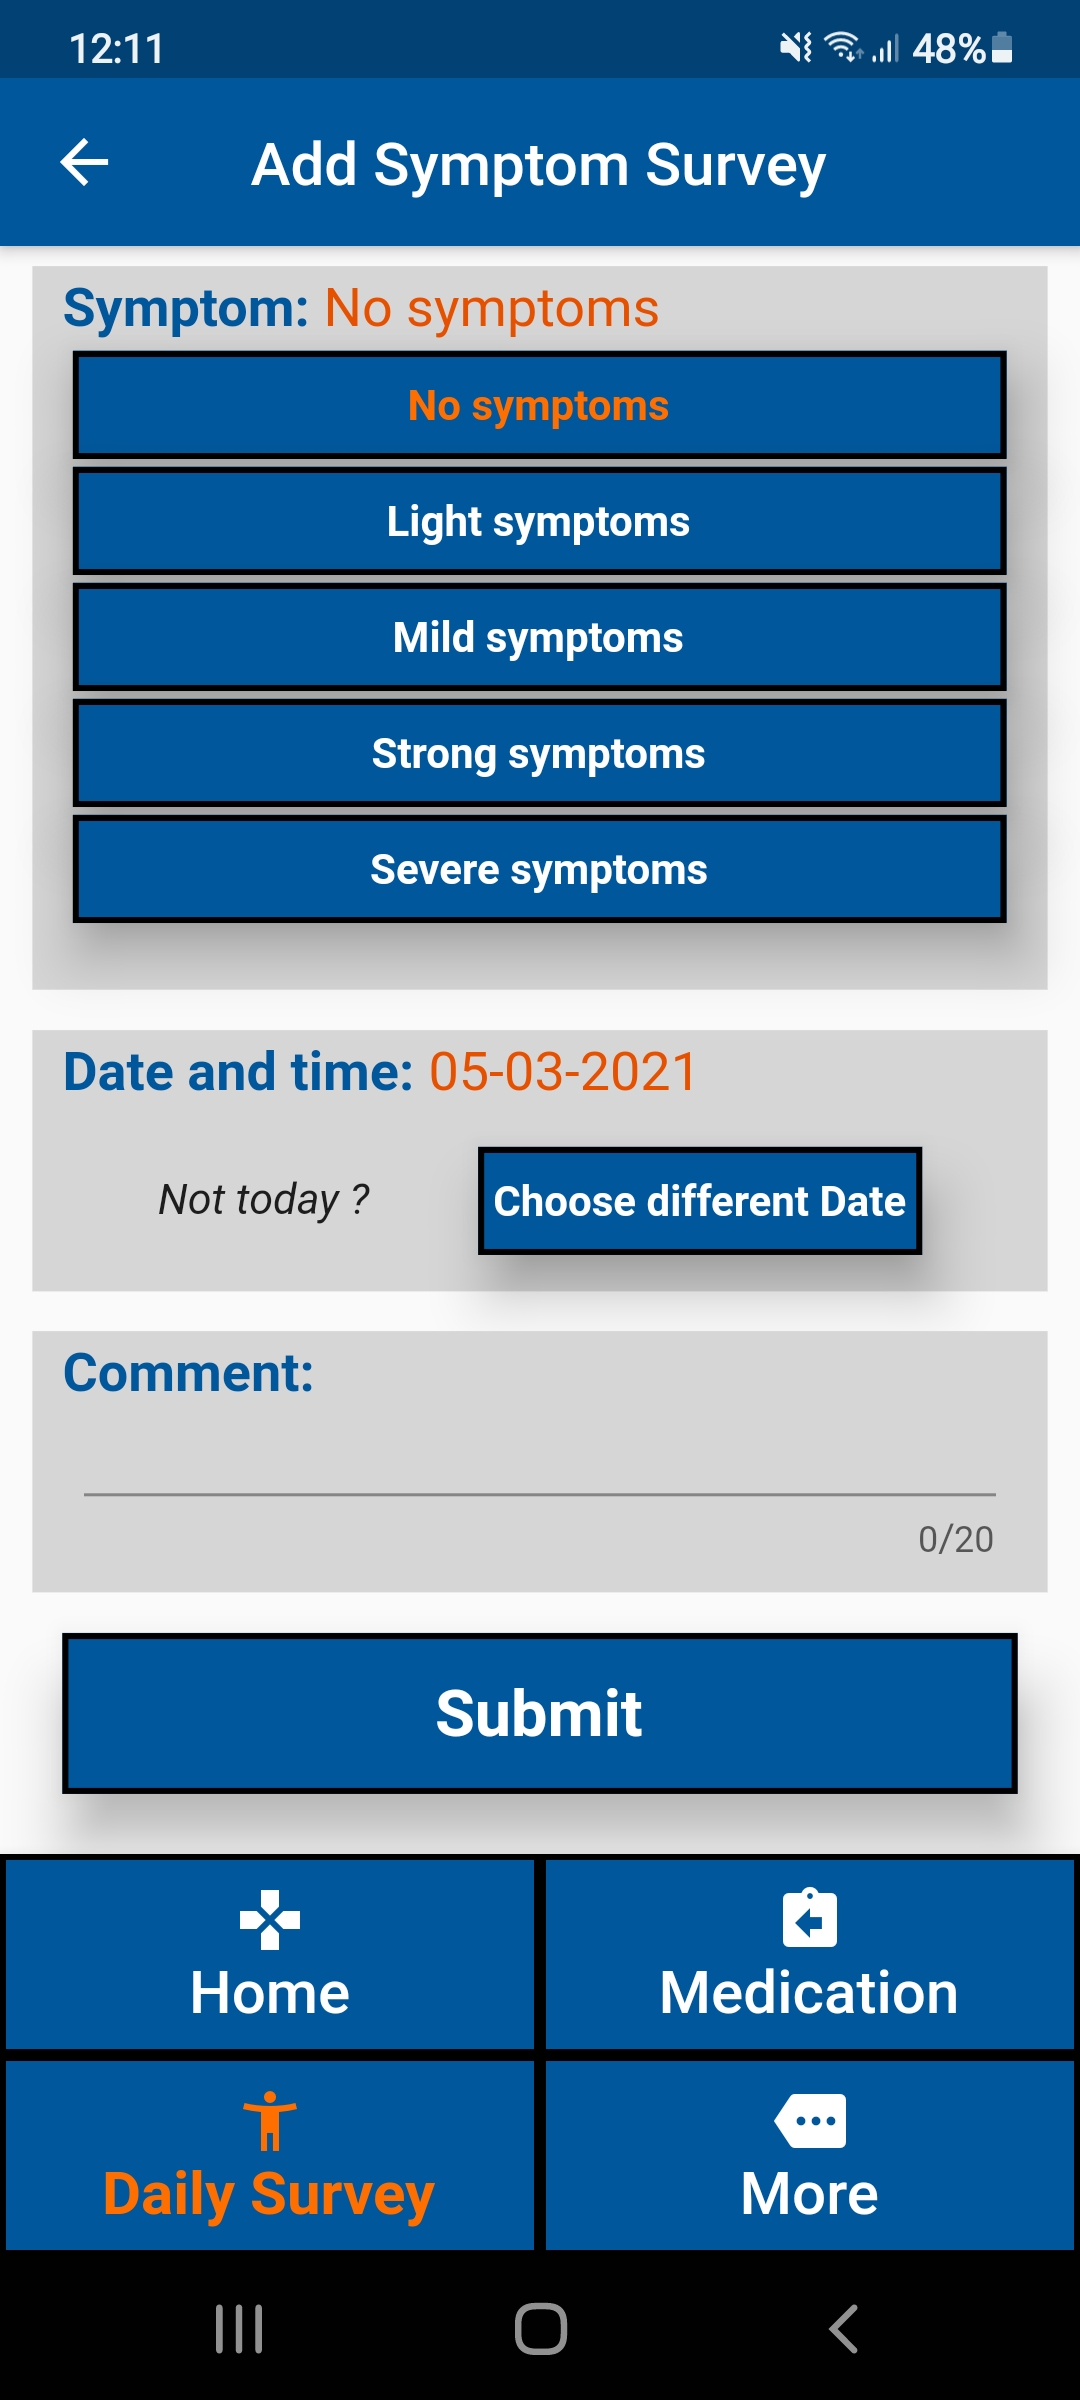 12:11
48%
Add Symptom Survey
Symptom: No symptoms
No symptoms
Light symptoms
Mild symptoms
Strong symptoms
Severe symptoms
Date and time: 05-03-2021
Not today ?
Choose different Date
Comment:
0/20
Submit
Home
Medication
Daily Survey
More